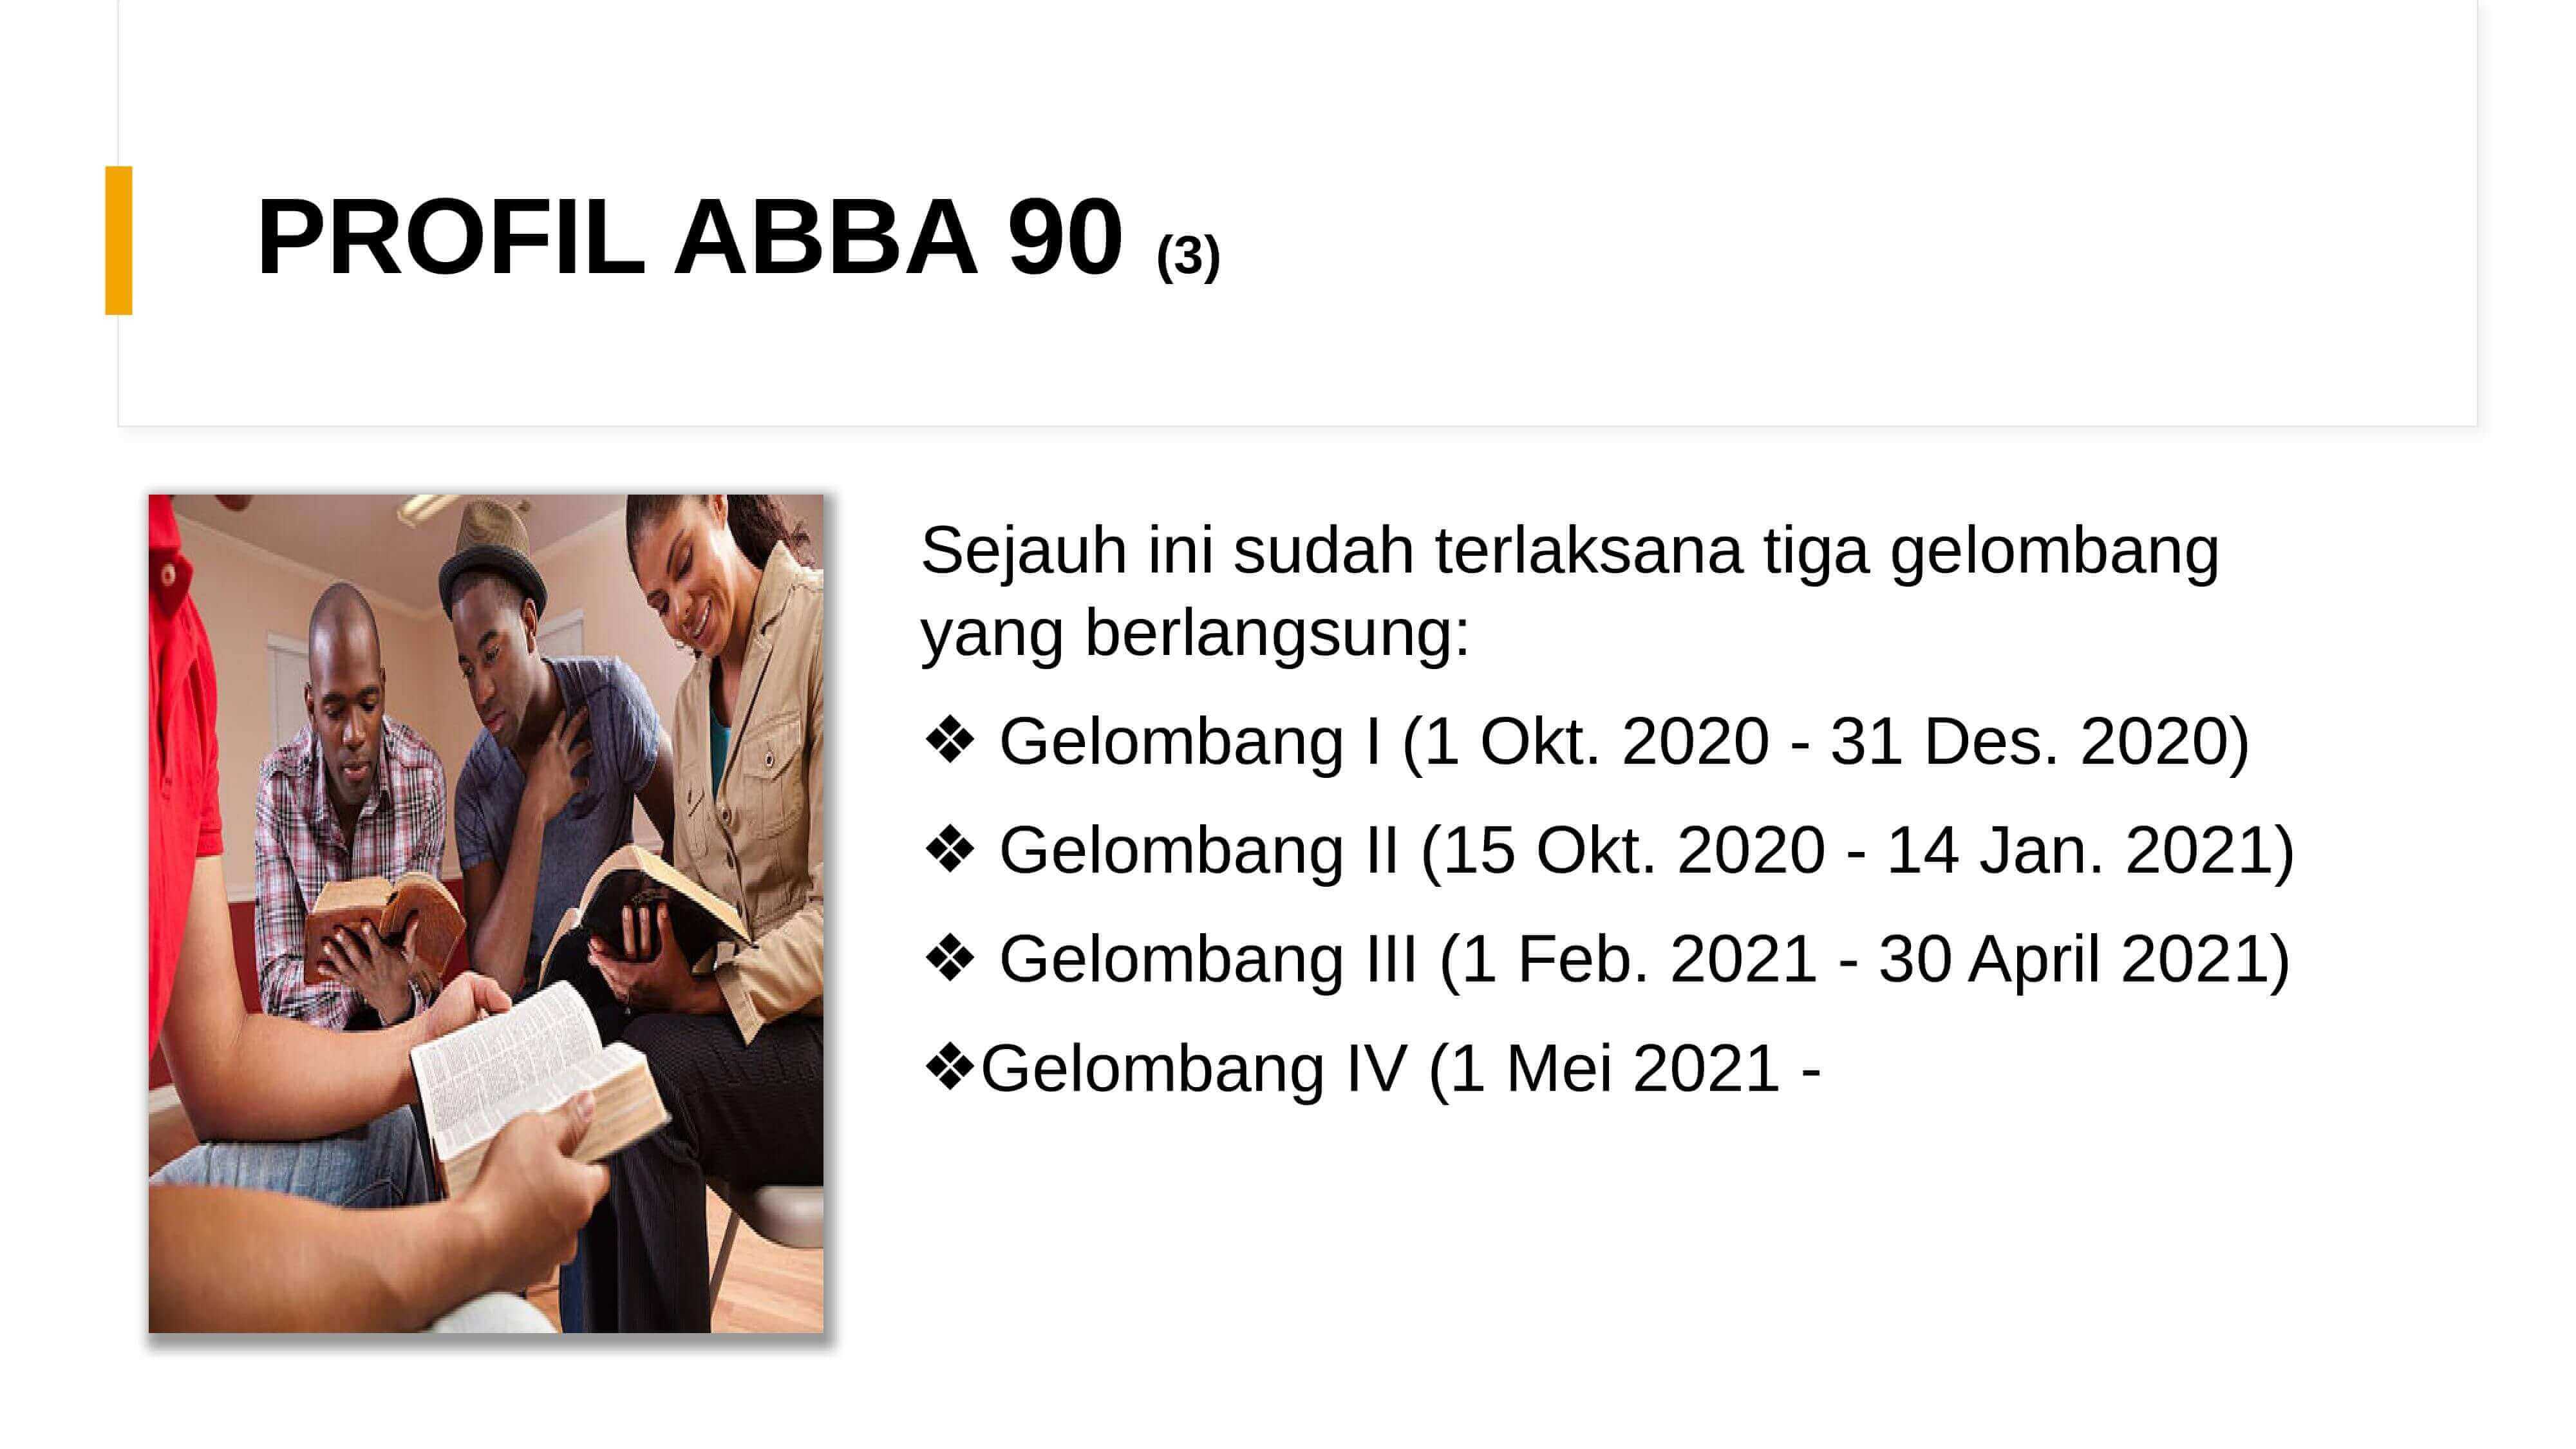 PROFIL ABBA 90 (3)
Sejauh ini sudah terlaksana tiga gelombang
yang berlangsung:
❖ Gelombang I (1 Okt. 2020 - 31 Des. 2020)
❖ Gelombang II (15 Okt. 2020 - 14 Jan. 2021)
❖ Gelombang III (1 Feb. 2021 - 30 April 2021)
❖Gelombang IV (1 Mei 2021 -